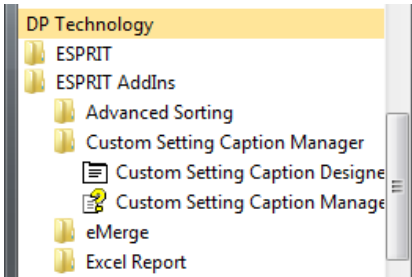 DP Technology
ESPRIT
ESPRIT AddIns
Advanced Sorting
Custom Setting Caption Manager
Custom Setting Caption Designe
Custom Setting Caption Manage
eMerge
Excel Report